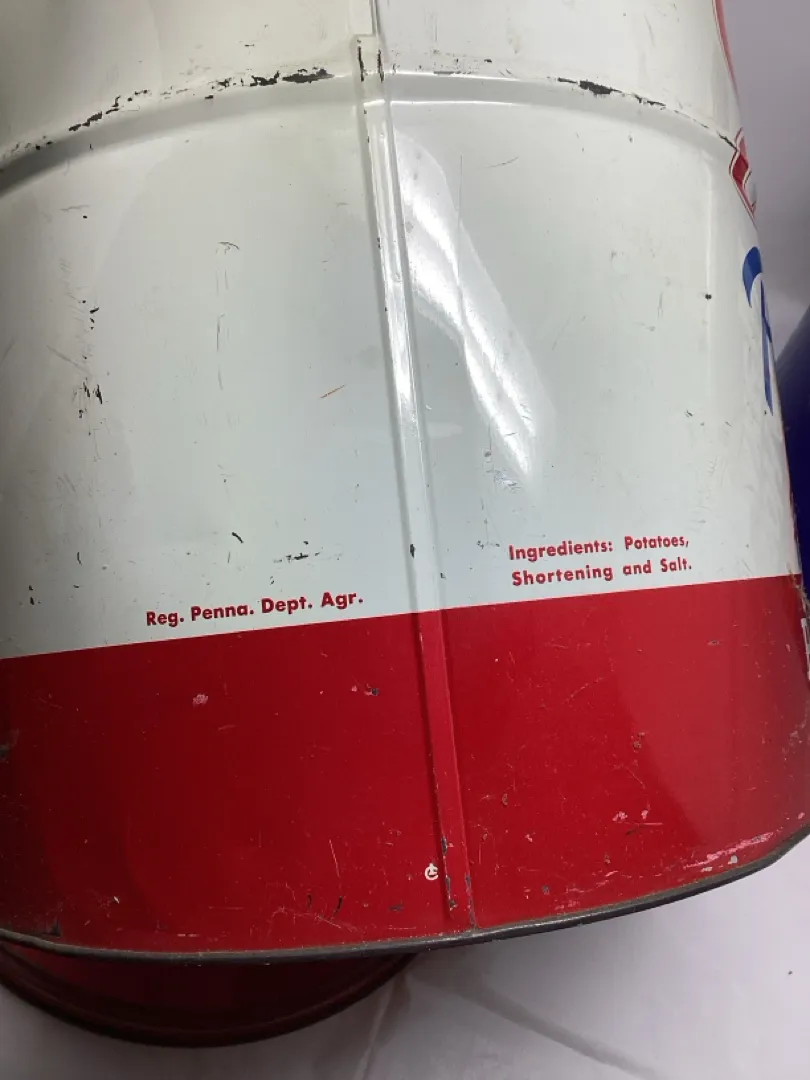 Reg. Penna. Dept. Agr.
Ingredients: Potatoes,
Shortening and Salt.